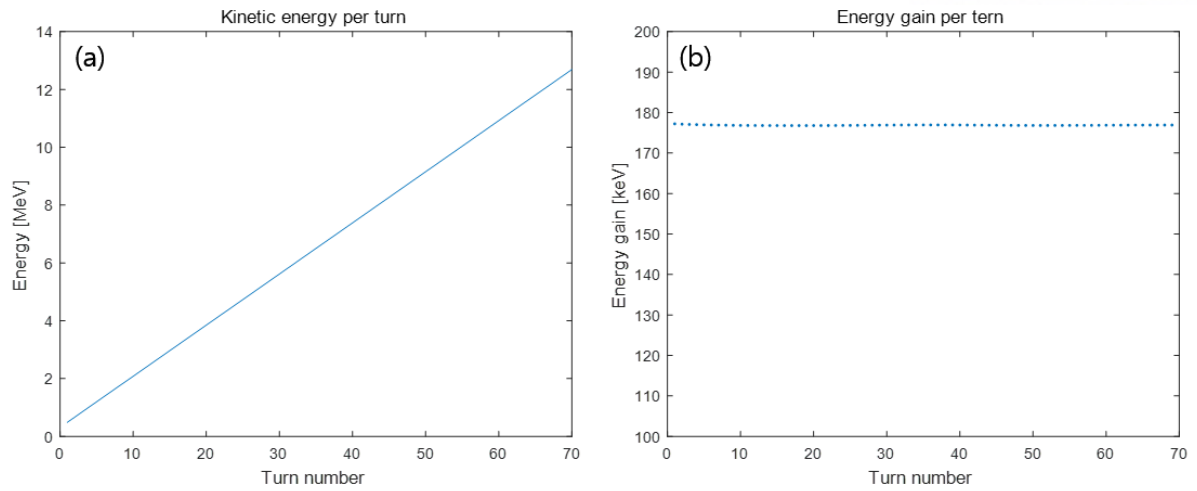 Kinetic energy per turn
(a)
14
12
10
8
6
4
2
0
Energy [MeV]
0 10 20 30 40 50 60 70
Turn number
Energy gain per tern
(b)
200
190
180
170
160
150
140
130
120
110
100
Energy gain [keV]
0 10 20 30 40 50 60 70
Turn number